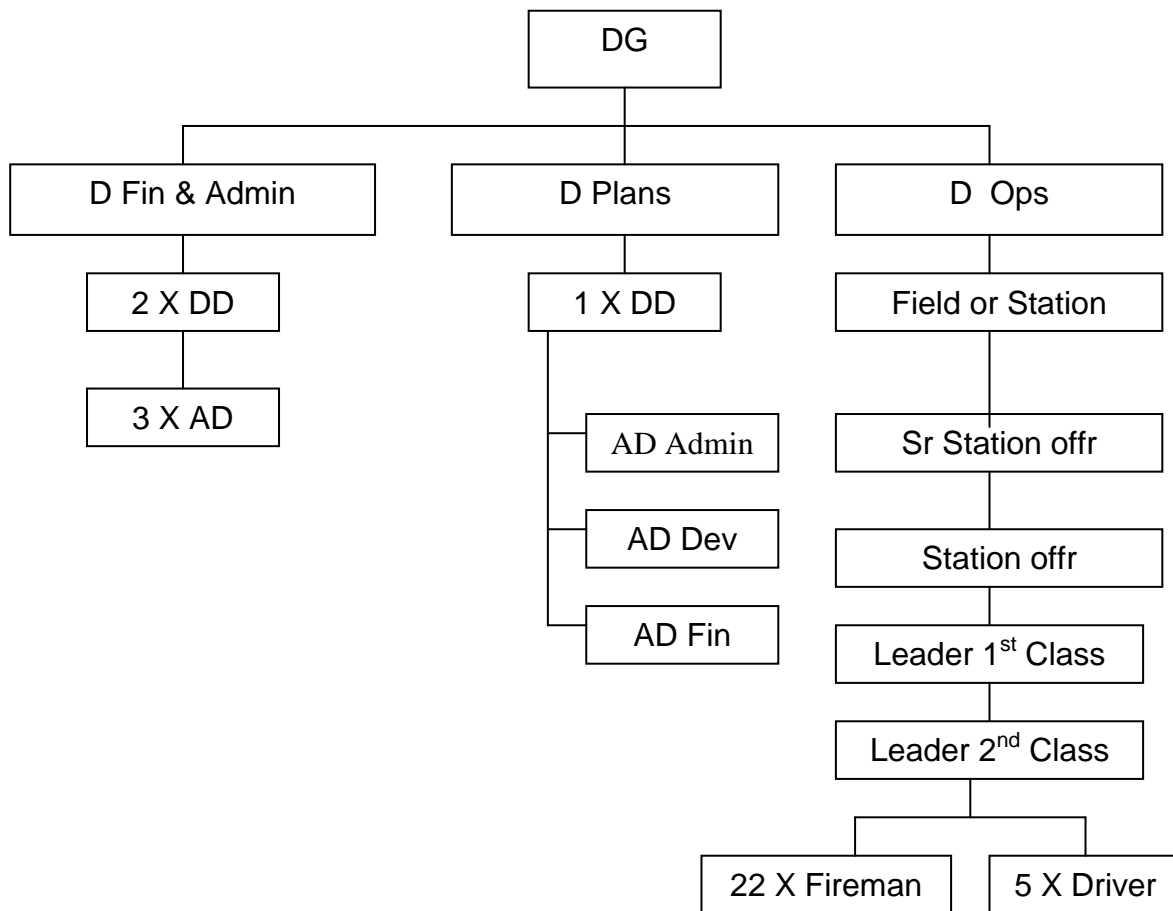 DG
D Fin & Admin
D Plans
D Ops
2 X DD
1 X DD
Field or Station
3 X AD
AD Admin
Sr Station offr
AD Dev
Station offr
AD Fin
Leader 1st Class
Leader 2nd Class
22 X Fireman
5 X Driver